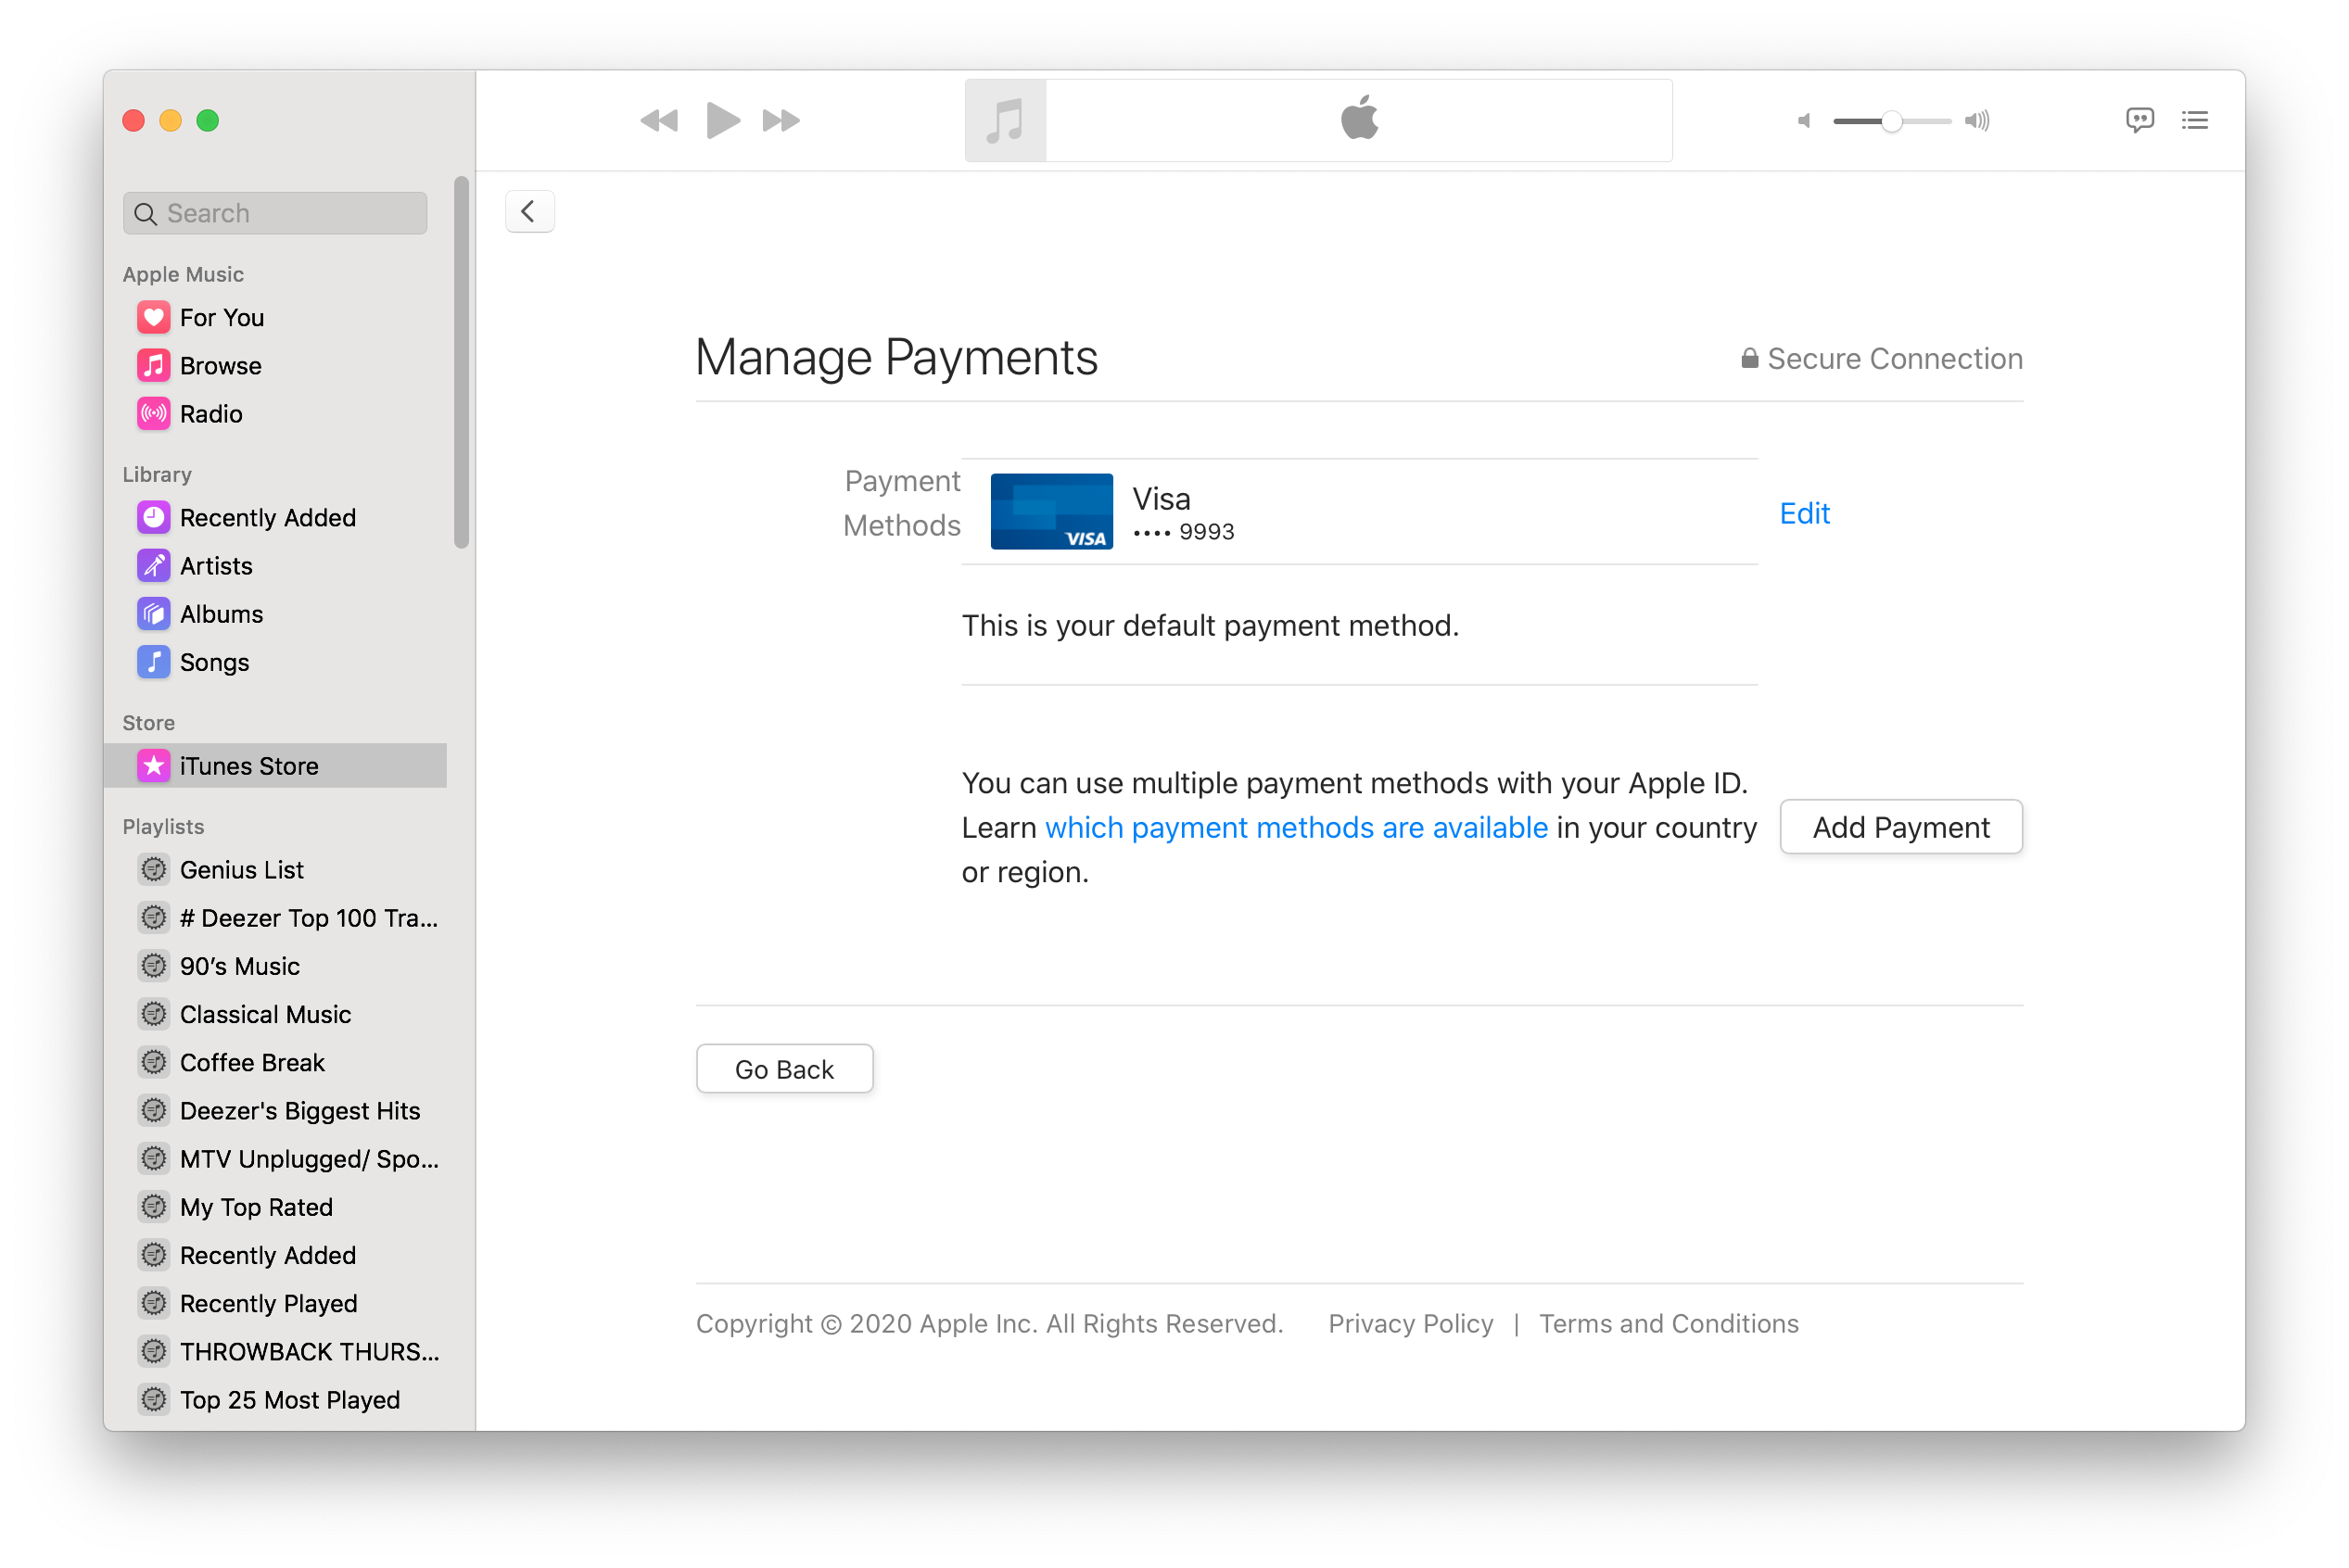 Search
Apple Music
For You
Browse
Radio
Library
Recently Added
Artists
Albums
Songs
Store
iTunes Store
Playlists
Genius List
# Deezer Top 100 Tra...
90’s Music
Classical Music
Coffee Break
Deezer's Biggest Hits
MTV Unplugged/ Spo...
My Top Rated
Recently Added
Recently Played
THROWBACK THURS...
Top 25 Most Played
Manage Payments
Secure Connection
Payment
Methods
VISA
Visa
•••• 9993
Edit
This is your default payment method.
You can use multiple payment methods with your Apple ID.
Learn which payment methods are available in your country
or region.
Add Payment
Go Back
Copyright © 2020 Apple Inc. All Rights Reserved. Privacy Policy | Terms and Conditions